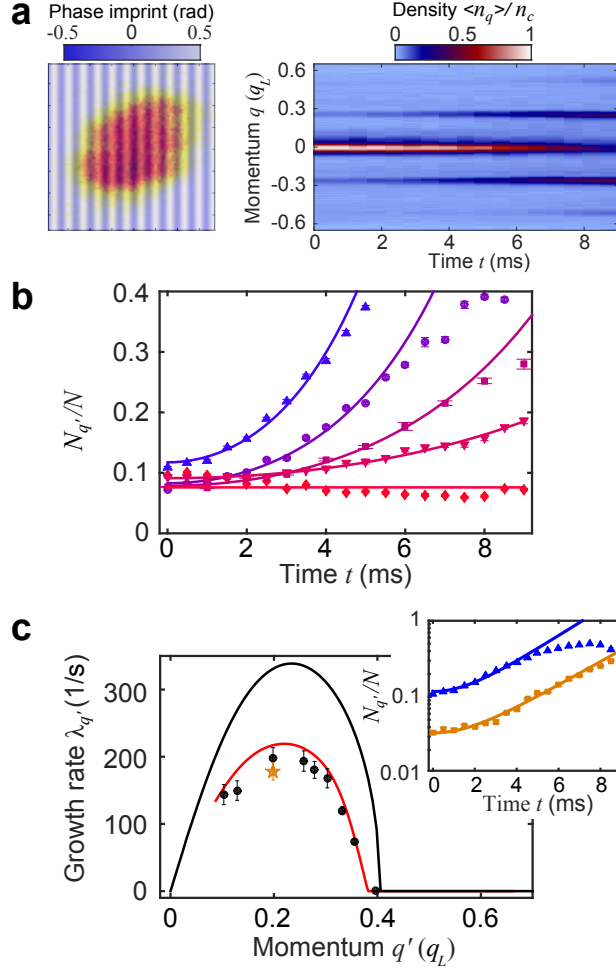 a
Phase imprint (rad)
-0.5 0 0.5
Density <n_q>/n_c
0 0.5 1
Momentum q (q_L)
0.6
0.3
0
-0.3
-0.6
0 2 4 6 8
Time t (ms)
b
N_q'/N
0.4
0.3
0.2
0.1
0
0 2 4 6 8
Time t (ms)
c
Growth rate λ_q' (1/s)
300
200
100
0
0 0.2 0.4 0.6
Momentum q' (q_L)
N_q'/N
1
0.1
0.01
0 2 4 6 8
Time t (ms)